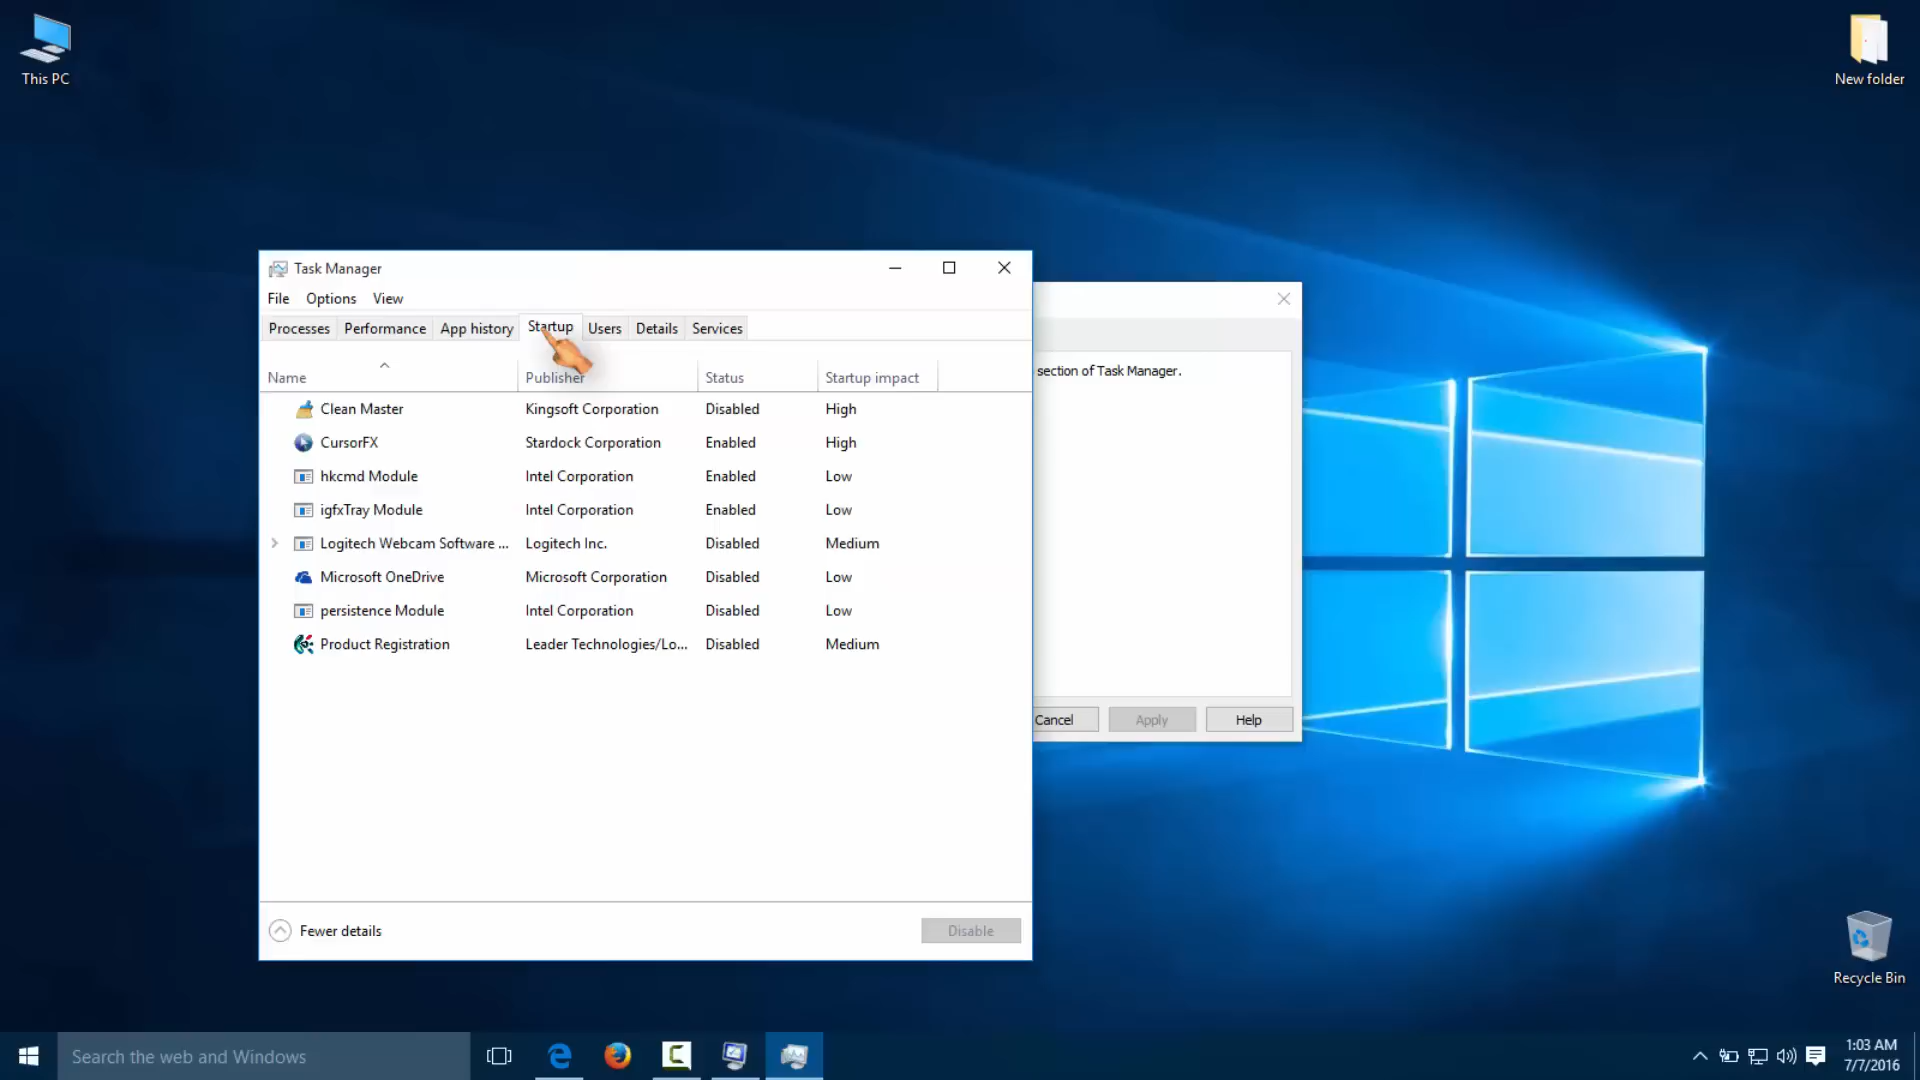 This PC
New folder
Task Manager
File Options View
Processes Performance App history Startup Users Details Services
Name Publisher Status Startup impact
Clean Master Kingsoft Corporation Disabled High
CursorFX Stardock Corporation Enabled High
hkcmd Module Intel Corporation Enabled Low
igfxTray Module Intel Corporation Enabled Low
Logitech Webcam Software ... Logitech Inc. Disabled Medium
Microsoft OneDrive Microsoft Corporation Disabled Low
persistence Module Intel Corporation Disabled Low
Product Registration Leader Technologies/Lo... Disabled Medium
Fewer details Disable
section of Task Manager.
Cancel Apply Help
Recycle Bin
Search the web and Windows
1:03 AM
7/7/2016